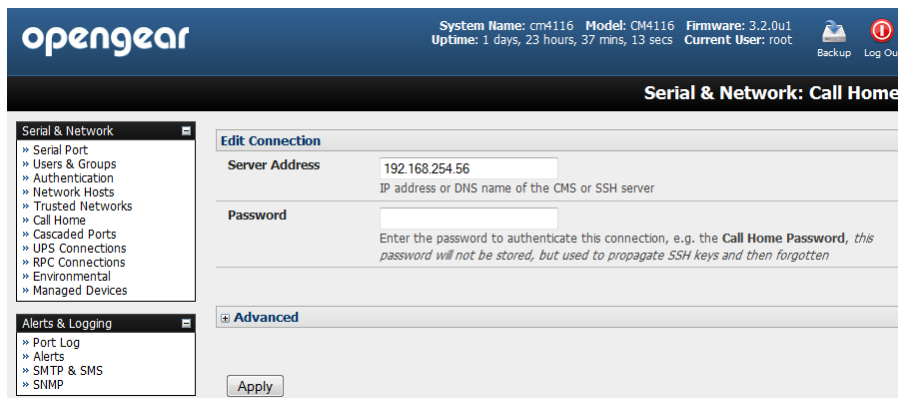 opengear
System Name: cm4116 Model: CM4116 Firmware: 3.2.0u1
Uptime: 1 days, 23 hours, 37 mins, 13 secs Current User: root
Backup
Log Ou
Serial & Network: Call Home
Serial & Network
» Serial Port
» Users & Groups
» Authentication
» Network Hosts
» Trusted Networks
» Call Home
» Cascaded Ports
» UPS Connections
» RPC Connections
» Environmental
» Managed Devices
Alerts & Logging
» Port Log
» Alerts
» SMTP & SMS
» SNMP
Edit Connection
Server Address
192.168.254.56
IP address or DNS name of the CMS or SSH server
Password
Enter the password to authenticate this connection, e.g. the Call Home Password, this
password will not be stored, but used to propagate SSH keys and then forgotten
Advanced
Apply